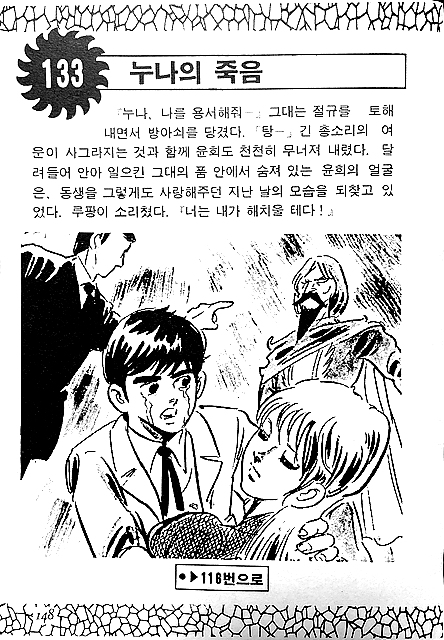 133
누나의 죽음
『누나, 나를 용서해줘─』 그대는 절규를 토해
내면서 방아쇠를 당겼다. 「탕─」 긴 총소리의 여
운이 사그라지는 것과 함께 윤희도 천천히 무너져 내렸다. 달
려들어 안아 일으킨 그대의 품 안에서 숨져 있는 윤희의 얼굴
은, 동생을 그렇게도 사랑해주던 지난 날의 모습을 되찾고 있
었다. 루팡이 소리쳤다. 『너는 내가 해치울 테다!』
●▶116번으로
148